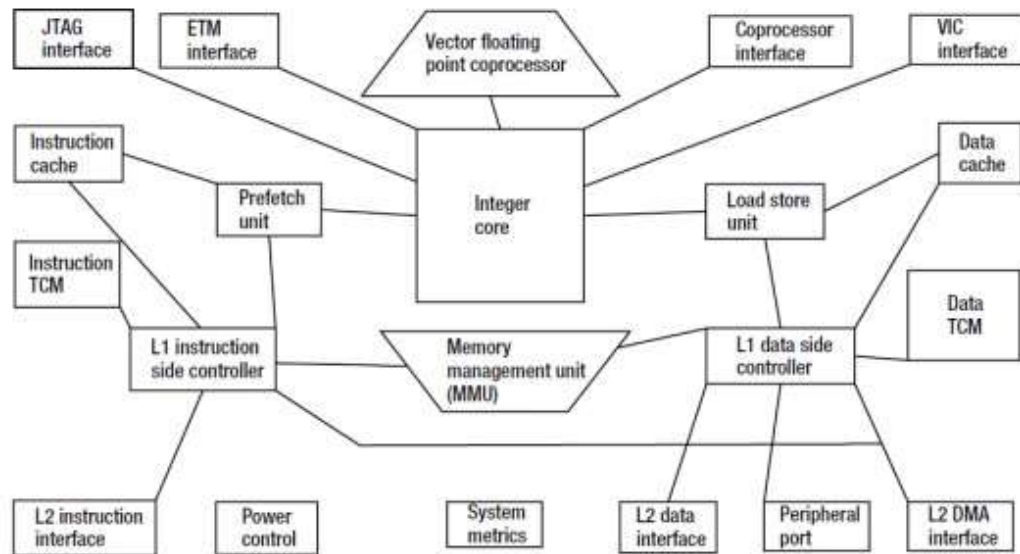 JTAG
interface
ETM
interface
Vector floating
point coprocessor
Coprocessor
interface
VIC
interface
Instruction
cache
Prefetch
unit
Integer
core
Load store
unit
Data
cache
Instruction
TCM
Data
TCM
L1 instruction
side controller
Memory
management unit
(MMU)
L1 data side
controller
L2 instruction
interface
Power
control
System
metrics
L2 data
interface
Peripheral
port
L2 DMA
interface